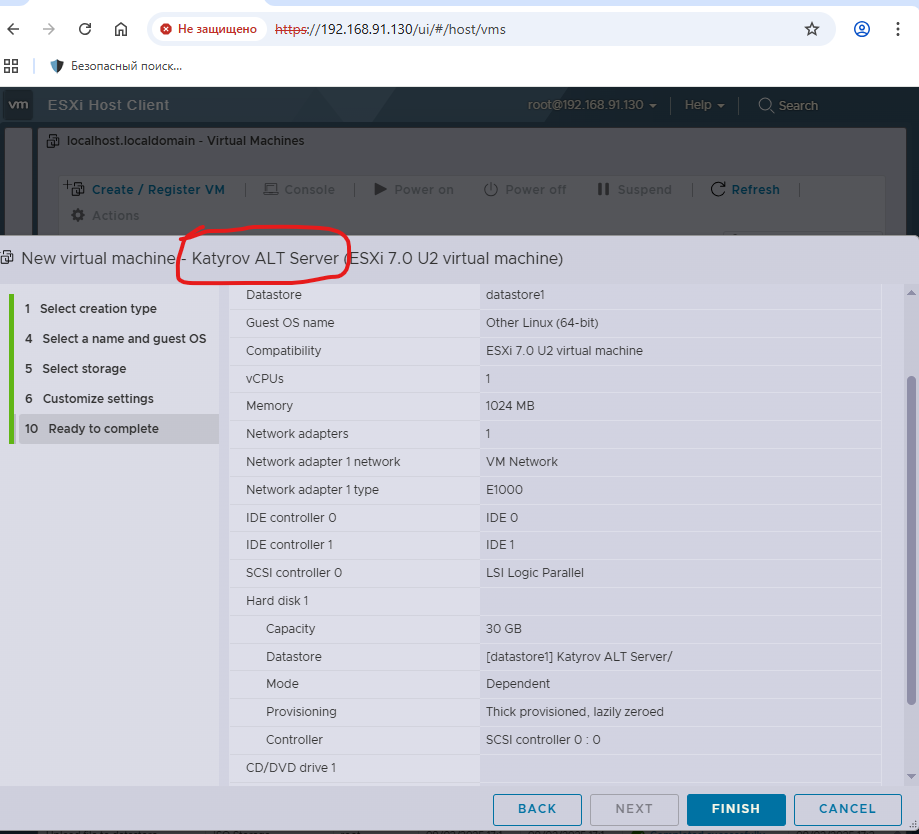 Не защищено https://192.168.91.130/ui/#/host/vms
Безопасный поиск...
vm ESXi Host Client root@192.168.91.130 Help Search
localhost.localdomain - Virtual Machines
Create / Register VM Console Power on Power off Suspend Refresh
Actions
New virtual machine - Katyrov ALT Server (ESXi 7.0 U2 virtual machine)
1 Select creation type
4 Select a name and guest OS
5 Select storage
6 Customize settings
10 Ready to complete
Datastore datastore1
Guest OS name Other Linux (64-bit)
Compatibility ESXi 7.0 U2 virtual machine
vCPUs 1
Memory 1024 MB
Network adapters 1
Network adapter 1 network VM Network
Network adapter 1 type E1000
IDE controller 0 IDE 0
IDE controller 1 IDE 1
SCSI controller 0 LSI Logic Parallel
Hard disk 1
Capacity 30 GB
Datastore [datastore1] Katyrov ALT Server/
Mode Dependent
Provisioning Thick provisioned, lazily zeroed
Controller SCSI controller 0 : 0
CD/DVD drive 1
BACK NEXT FINISH CANCEL